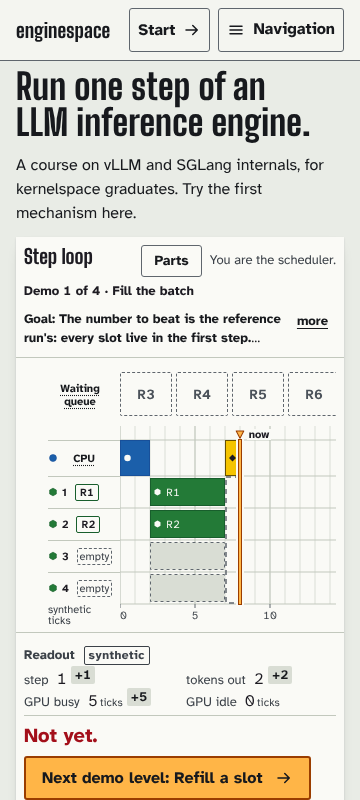 enginespace
Start →
Navigation
Run one step of an
LLM inference engine.
A course on vLLM and SGLang internals, for
kernelspace graduates. Try the first
mechanism here.
Step loop
Parts
You are the scheduler.
Demo 1 of 4 · Fill the batch
Goal: The number to beat is the reference
run's: every slot live in the first step....
more
Waiting
queue
R3 R4 R5 R6
now
CPU
1 R1 R1
2 R2 R2
3 empty
4 empty
synthetic
ticks
0 5 10
Readout synthetic
step 1 +1 tokens out 2 +2
GPU busy 5 ticks +5 GPU idle 0 ticks
Not yet.
Next demo level: Refill a slot →